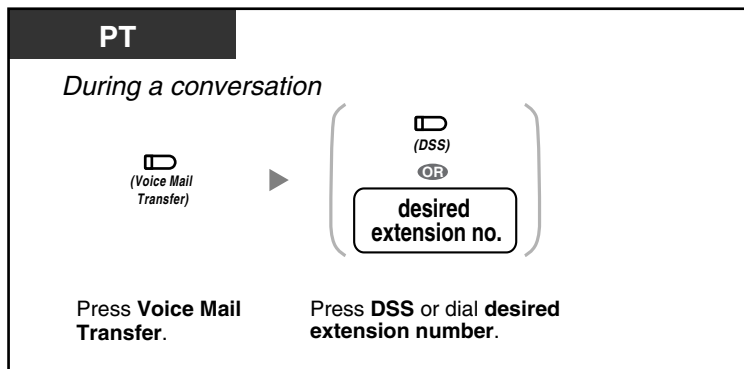 PT
During a conversation
(Voice Mail
Transfer)
(DSS)
OR
desired
extension no.
Press Voice Mail
Transfer.
Press DSS or dial desired
extension number.